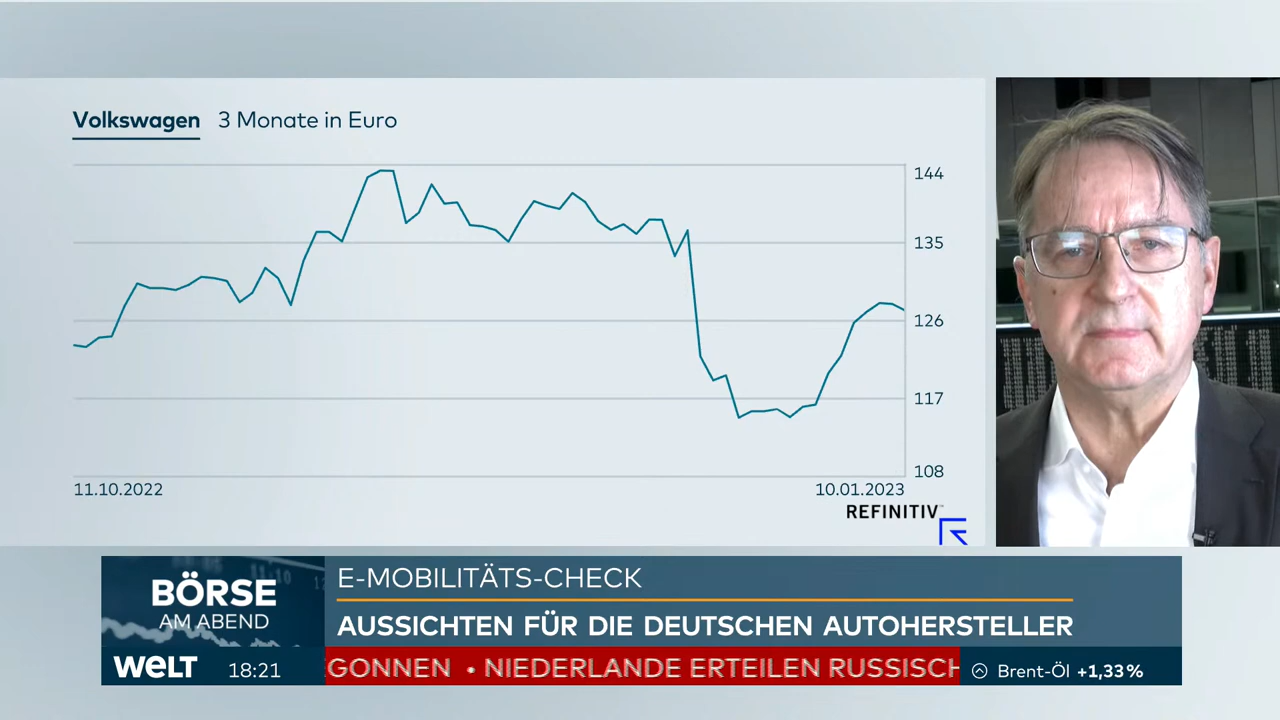 Volkswagen 3 Monate in Euro
144
135
126
117
108
11.10.2022 10.01.2023
REFINITIV
E-MOBILITÄTS-CHECK
BÖRSE
AM ABEND
AUSSICHTEN FÜR DIE DEUTSCHEN AUTOHERSTELLER
welt 18:21 GONNEN • NIEDERLANDE ERTEILEN RUSSISCH Brent-Öl +1,33%